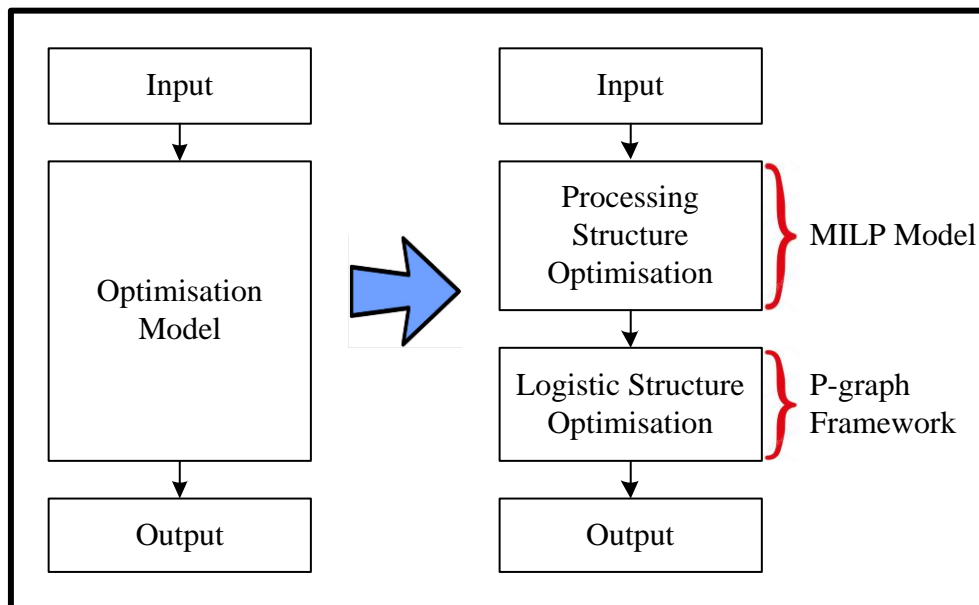 Input
Optimisation
Model
Output
Input
Processing
Structure
Optimisation
MILP Model
Logistic Structure
Optimisation
P-graph
Framework
Output